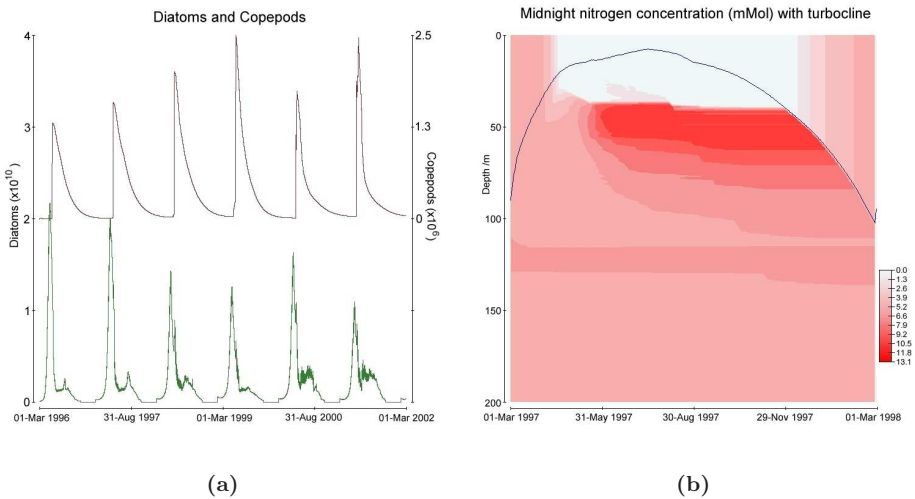 Diatoms and Copepods
4
3
2
1
0
Diatoms (x10^10)
2.5
1.3
0
Copepods (x10^6)
01-Mar 1996
31-Aug 1997
01-Mar 1999
31-Aug 2000
01-Mar 2002
(a)
Midnight nitrogen concentration (mMol) with turbocline
0
50
100
150
200
Depth /m
01-Mar 1997
31-May 1997
30-Aug 1997
29-Nov 1997
01-Mar 1998
0.0
1.3
2.6
3.9
5.2
6.6
7.9
9.2
10.5
11.8
13.1
(b)